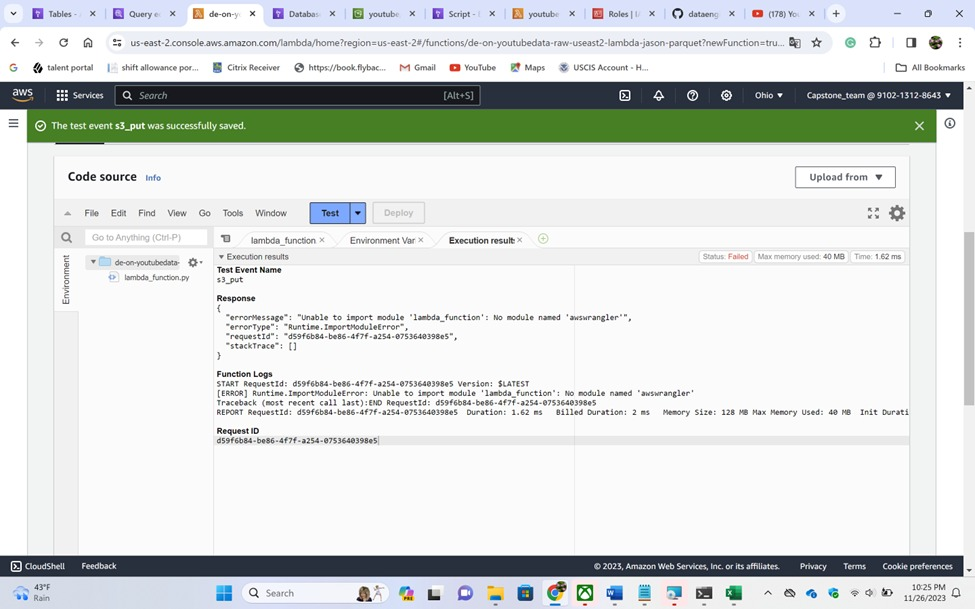 Tables -
Query e
de-on-y
Database
youtube
Script -
youtube
Roles | I
dataeng
(178) Yo
us-east-2.console.aws.amazon.com/lambda/home?region=us-east-2#/functions/de-on-youtubedata-raw-useast2-lambda-jason-parquet?newFunction=tru...
talent portal
shift allowance por...
Citrix Receiver
https://book.flybac...
Gmail
YouTube
Maps
USCIS Account - H...
All Bookmarks
aws
Services
Search
[Alt+S]
Ohio
Capstone_team @ 9102-1312-8643
The test event s3_put was successfully saved.
Code source
Info
Upload from
File
Edit
Find
View
Go
Tools
Window
Test
Deploy
Go to Anything (Ctrl-P)
lambda_function
Environment Var
Execution results
Environment
de-on-youtubedata-
lambda_function.py
Execution results
Status: Failed
Max memory used: 40 MB
Time: 1.62 ms
Test Event Name
s3_put
Response
{
"errorMessage": "Unable to import module 'lambda_function': No module named 'awswrangler'",
"errorType": "Runtime.ImportModuleError",
"requestId": "d59f6b84-be86-4f7f-a254-0753640398e5",
"stackTrace": []
}
Function Logs
START RequestId: d59f6b84-be86-4f7f-a254-0753640398e5 Version: $LATEST
[ERROR] Runtime.ImportModuleError: Unable to import module 'lambda_function': No module named 'awswrangler'
Traceback (most recent call last):END RequestId: d59f6b84-be86-4f7f-a254-0753640398e5
REPORT RequestId: d59f6b84-be86-4f7f-a254-0753640398e5 Duration: 1.62 ms Billed Duration: 2 ms Memory Size: 128 MB Max Memory Used: 40 MB Init Durati
Request ID
d59f6b84-be86-4f7f-a254-0753640398e5
CloudShell
Feedback
© 2023, Amazon Web Services, Inc. or its affiliates.
Privacy
Terms
Cookie preferences
43°F
Rain
Search
10:25 PM
11/26/2023